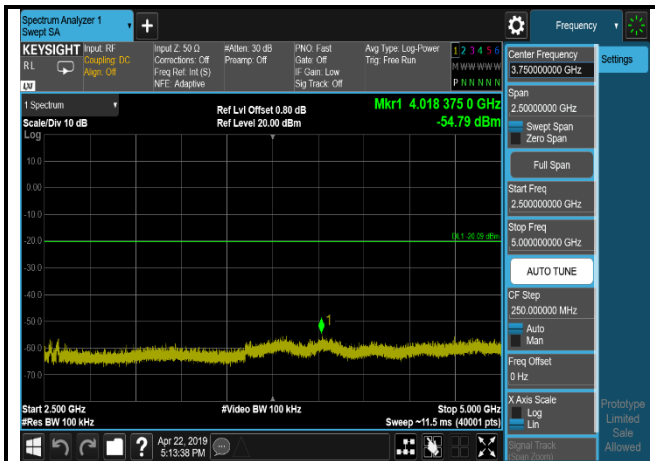 Spectrum Analyzer 1
Swept SA
Frequency
KEYSIGHT
RL
LXI
Input: RF
Coupling: DC
Align: Off
Input Z: 50 Ω
Corrections: Off
Freq Ref: Int (S)
NFE: Adaptive
#Atten: 30 dB
Preamp: Off
PNO: Fast
Gate: Off
IF Gain: Low
Sig Track: Off
Avg Type: Log-Power
Trig: Free Run
1 2 3 4 5 6
M W W W W W
P N N N N N
1 Spectrum
Scale/Div 10 dB
Log
Ref Lvl Offset 0.80 dB
Ref Level 20.00 dBm
Mkr1 4.018 375 0 GHz
-54.79 dBm
10.0
0.00
-10.0
-20.0
-30.0
-40.0
-50.0
-60.0
-70.0
DL1 -20.09 dBm
1
Start 2.500 GHz
#Res BW 100 kHz
#Video BW 100 kHz
Stop 5.000 GHz
Sweep ~11.5 ms (40001 pts)
?
Apr 22, 2019
5:13:38 PM
Center Frequency
3.750000000 GHz
Span
2.50000000 GHz
Swept Span
Zero Span
Full Span
Start Freq
2.500000000 GHz
Stop Freq
5.000000000 GHz
AUTO TUNE
CF Step
250.000000 MHz
Auto
Man
Freq Offset
0 Hz
X Axis Scale
Log
Lin
Signal Track
(Span Zoom)
Settings
Prototype
Limited
Sale
Allowed